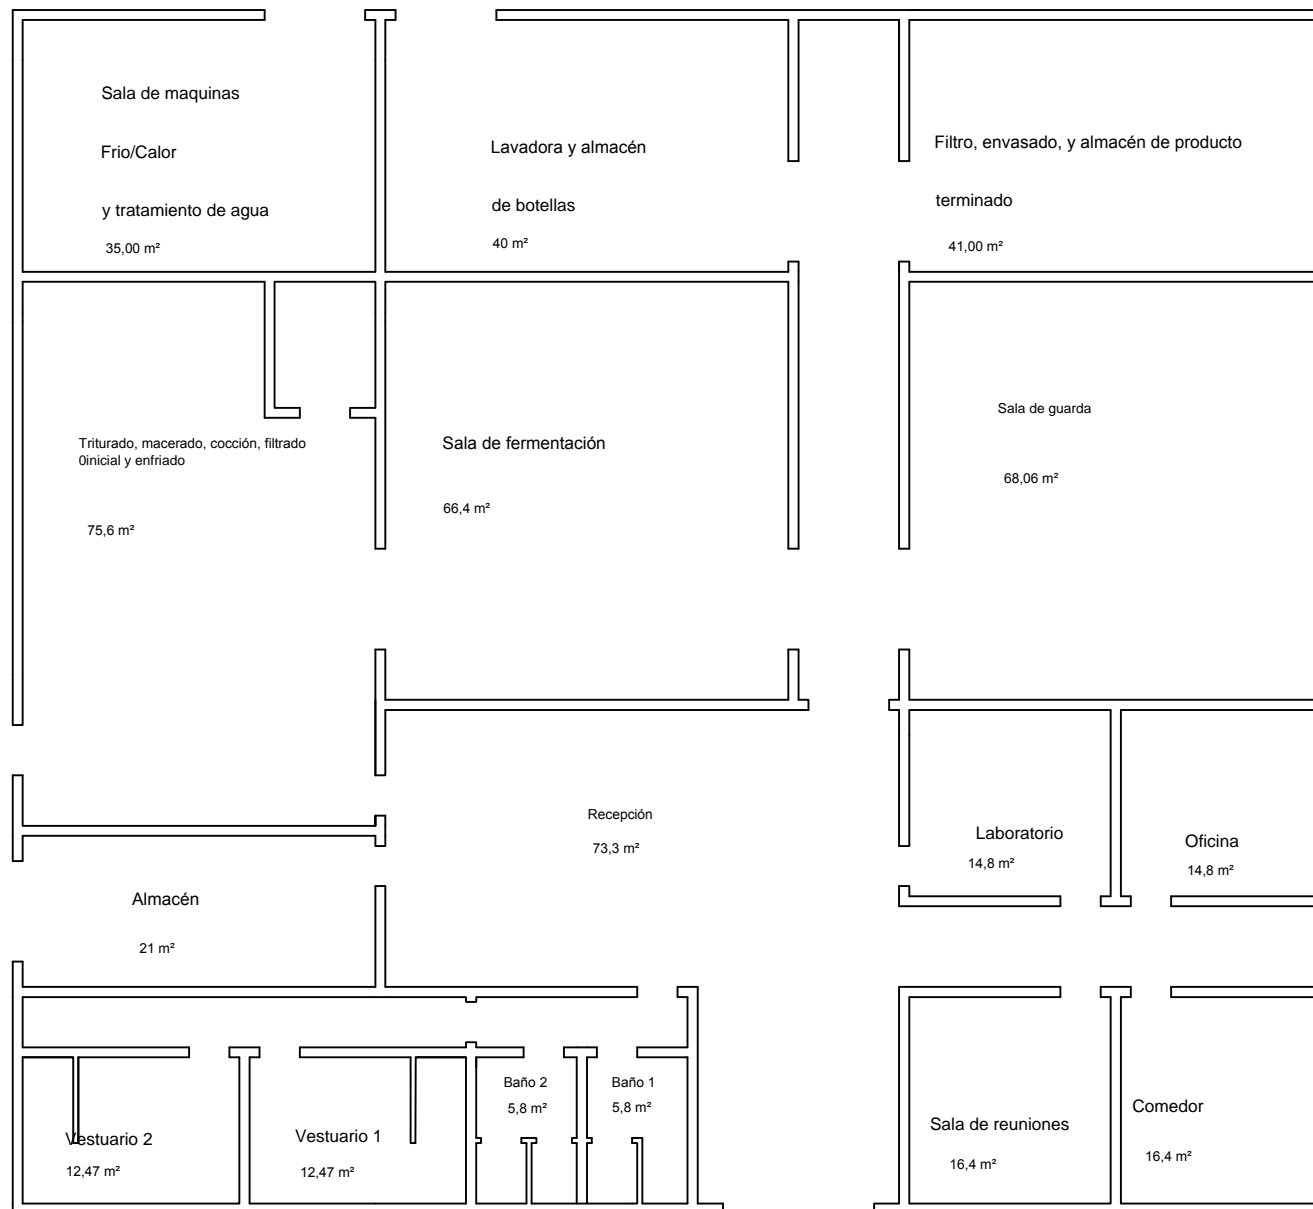 Sala de maquinas
Frio/Calor
y tratamiento de agua
35,00 m²
Lavadora y almacén
de botellas
40 m²
Filtro, envasado, y almacén de producto
terminado
41,00 m²
Triturado, macerado, cocción, filtrado
0inicial y enfriado
75,6 m²
Sala de fermentación
66,4 m²
Sala de guarda
68,06 m²
Recepción
73,3 m²
Laboratorio
14,8 m²
Oficina
14,8 m²
Almacén
21 m²
Vestuario 2
12,47 m²
Vestuario 1
12,47 m²
Baño 2
5,8 m²
Baño 1
5,8 m²
Sala de reuniones
16,4 m²
Comedor
16,4 m²